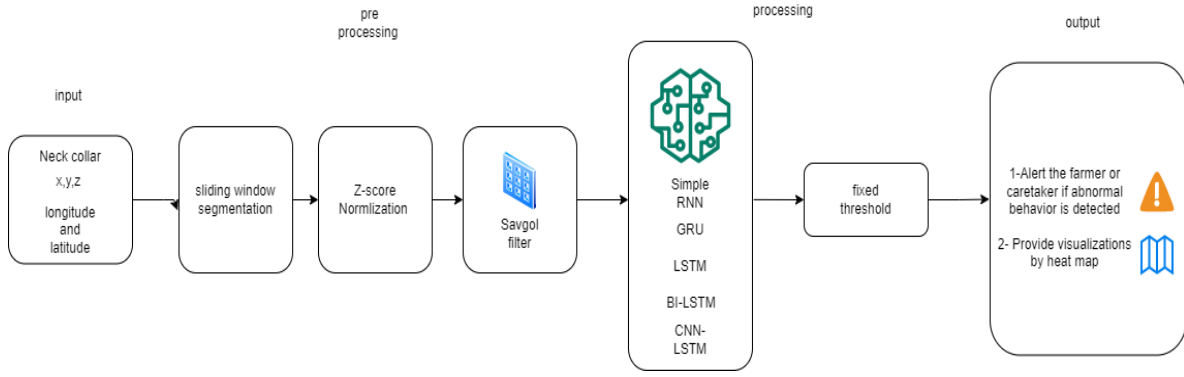 pre
processing
processing
output
input
Neck collar
x,y,z
longitude
and
latitude
sliding window
segmentation
Z-score
Normlization
Savgol
filter
Simple
RNN
GRU
LSTM
BI-LSTM
CNN-
LSTM
fixed
threshold
1-Alert the farmer or
caretaker if abnormal
behavior is detected
2- Provide visualizations
by heat map